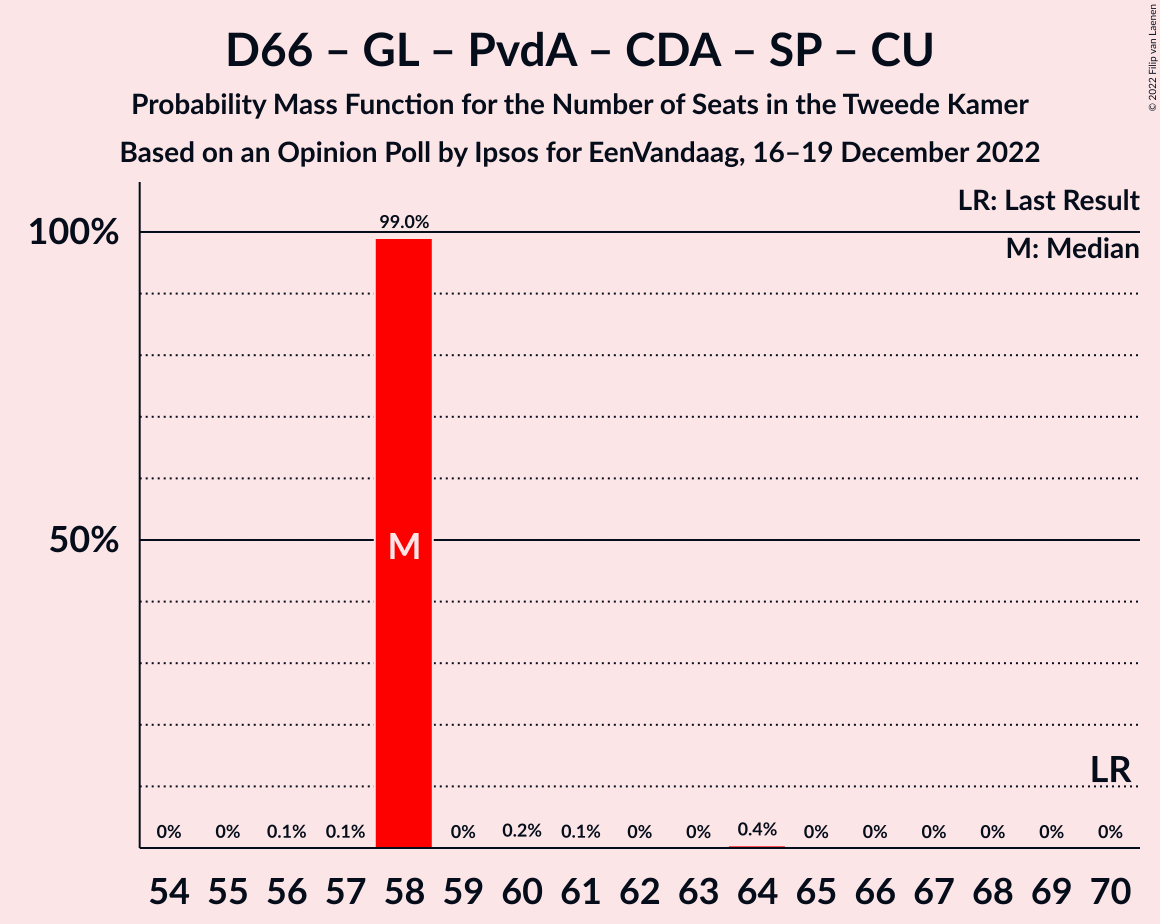 D66 – GL – PvdA – CDA – SP – CU
Probability Mass Function for the Number of Seats in the Tweede Kamer
Based on an Opinion Poll by Ipsos for EenVandaag, 16–19 December 2022
© 2022 Filip van Laenen
LR: Last Result
M: Median
100%
50%
99.0%
M
LR
0% 0% 0.1% 0.1% 0% 0.2% 0.1% 0% 0% 0.4% 0% 0% 0% 0% 0% 0%
54 55 56 57 58 59 60 61 62 63 64 65 66 67 68 69 70